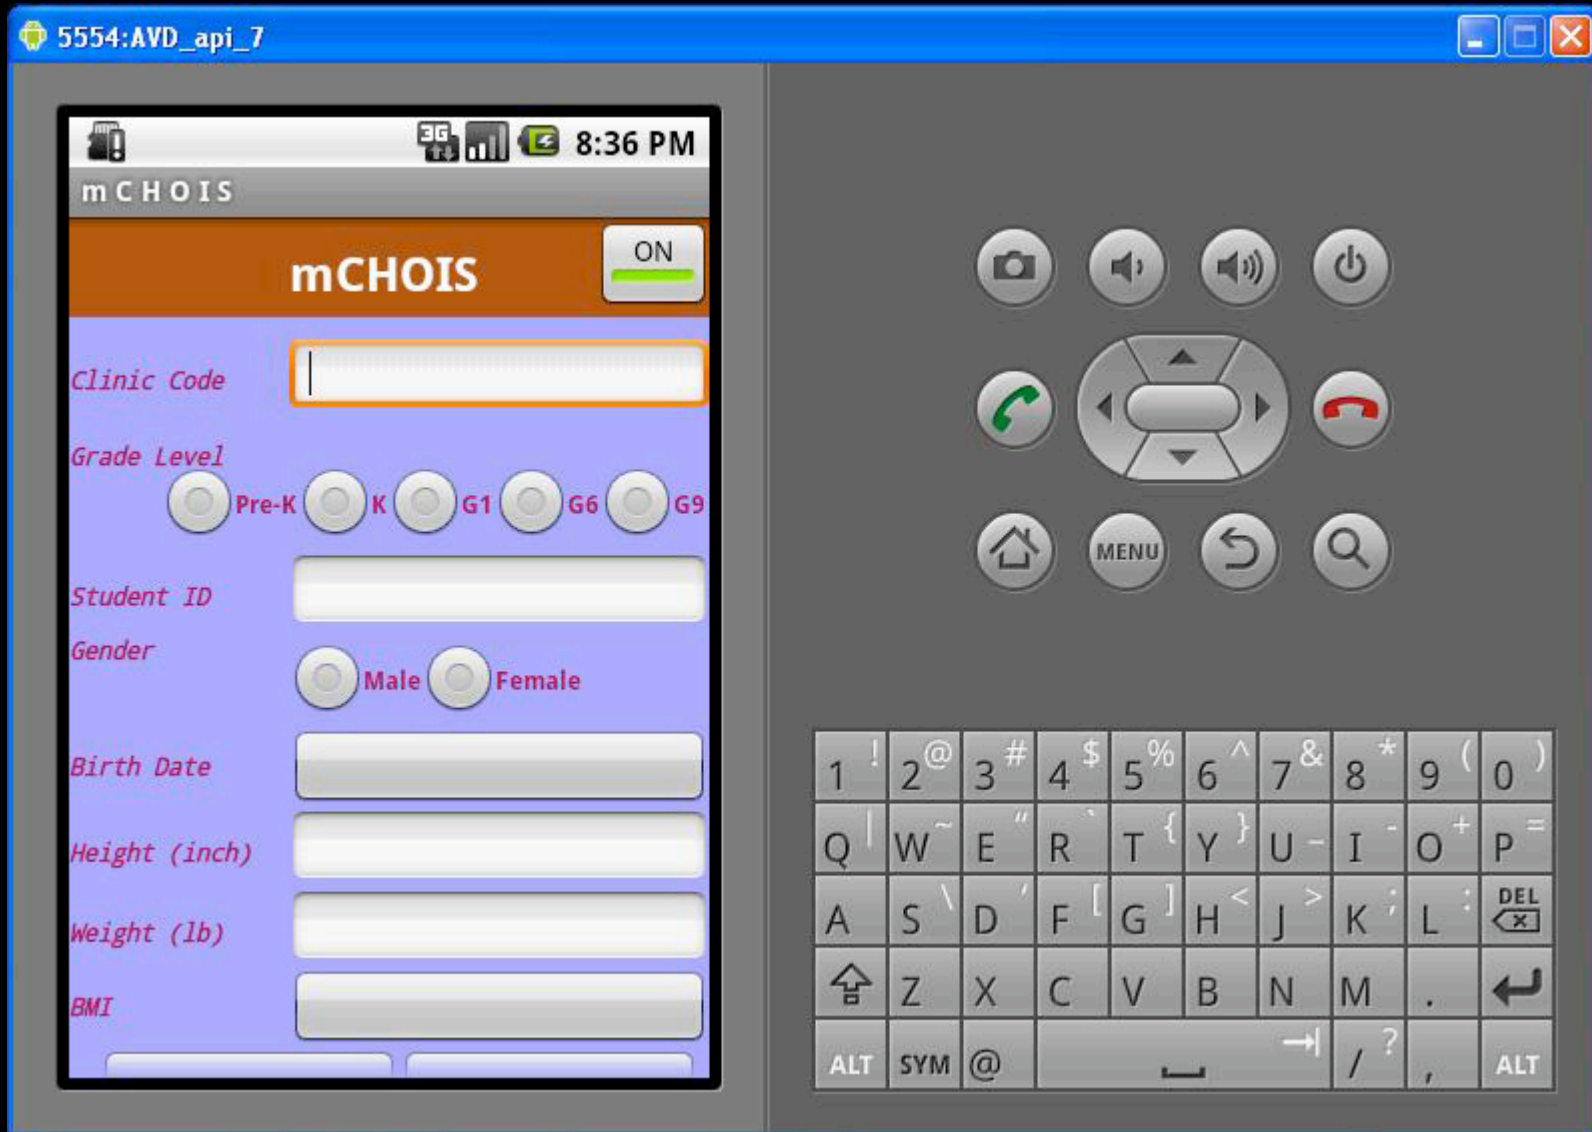 5554:AVD_api_7
3G 8:36 PM
mCHOIS
mCHOIS ON
Clinic Code
Grade Level
Pre-K K G1 G6 G9
Student ID
Gender
Male Female
Birth Date
Height (inch)
Weight (lb)
BMI
MENU
1 ! 2 @ 3 # 4 $ 5 % 6 ^ 7 & 8 * 9 ( 0 )
Q | W ~ E " R ` T { Y } U _ I - O + P =
A S \ D ' F [ G ] H < J > K ; L : DEL
Z X C V B N M .
ALT SYM @ / ? , ALT